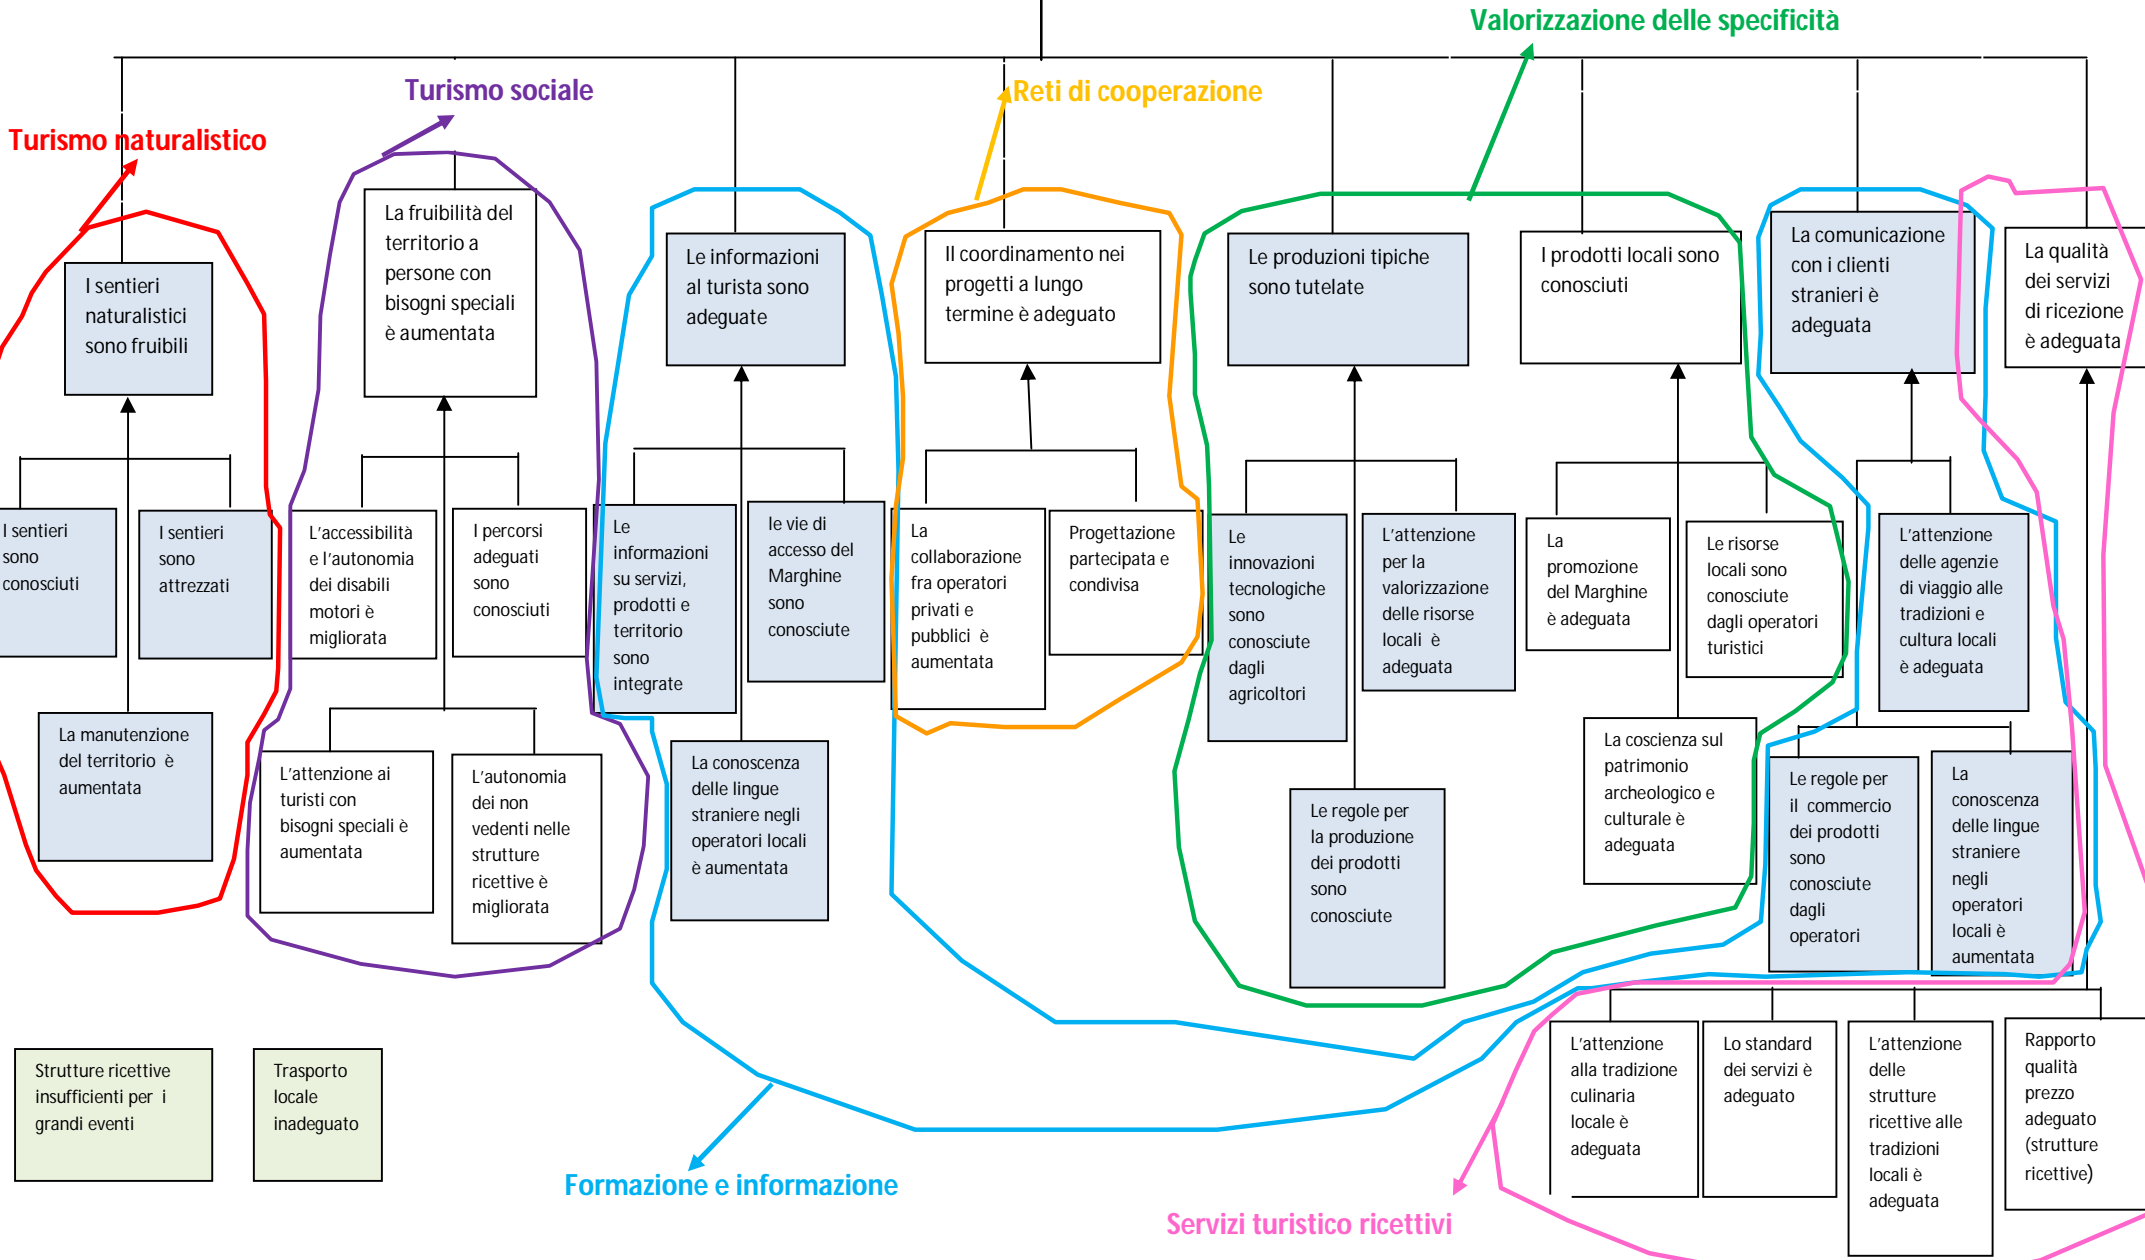 Valorizzazione delle specificità
Turismo sociale
Reti di cooperazione
Turismo naturalistico
I sentieri
naturalistici
sono fruibili
La fruibilità del
territorio a
persone con
bisogni speciali
è aumentata
Le informazioni
al turista sono
adeguate
Il coordinamento nei
progetti a lungo
termine è adeguato
Le produzioni tipiche
sono tutelate
I prodotti locali sono
conosciuti
La comunicazione
con i clienti
stranieri è
adeguata
La qualità
dei servizi
di ricezione
è adeguata
I sentieri
sono
conosciuti
I sentieri
sono
attrezzati
L'accessibilità
e l'autonomia
dei disabili
motori è
migliorata
I percorsi
adeguati
sono
conosciuti
Le
informazioni
su servizi,
prodotti e
territorio
sono
integrate
le vie di
accesso del
Marghine
sono
conosciute
La
collaborazione
fra operatori
privati e
pubblici è
aumentata
Progettazione
partecipata e
condivisa
Le
innovazioni
tecnologiche
sono
conosciute
dagli
agricoltori
L'attenzione
per la
valorizzazione
delle risorse
locali è
adeguata
La
promozione
del Marghine
è adeguata
Le risorse
locali sono
conosciute
dagli operatori
turistici
L'attenzione
delle agenzie
di viaggio alle
tradizioni e
cultura locali
è adeguata
La manutenzione
del territorio è
aumentata
L'attenzione ai
turisti con
bisogni speciali è
aumentata
L'autonomia
dei non
vedenti nelle
strutture
ricettive è
migliorata
La conoscenza
delle lingue
straniere negli
operatori locali
è aumentata
Le regole per
la produzione
dei prodotti
sono
conosciute
La coscienza sul
patrimonio
archeologico e
culturale è
adeguata
Le regole per
il commercio
dei prodotti
sono
conosciute
dagli
operatori
La
conoscenza
delle lingue
straniere
negli
operatori
locali è
aumentata
Strutture ricettive
insufficienti per i
grandi eventi
Trasporto
locale
inadeguato
L'attenzione
alla tradizione
culinaria
locale è
adeguata
Lo standard
dei servizi è
adeguato
L'attenzione
delle
strutture
ricettive alle
tradizioni
locali è
adeguata
Rapporto
qualità
prezzo
adeguato
(strutture
ricettive)
Formazione e informazione
Servizi turistico ricettivi